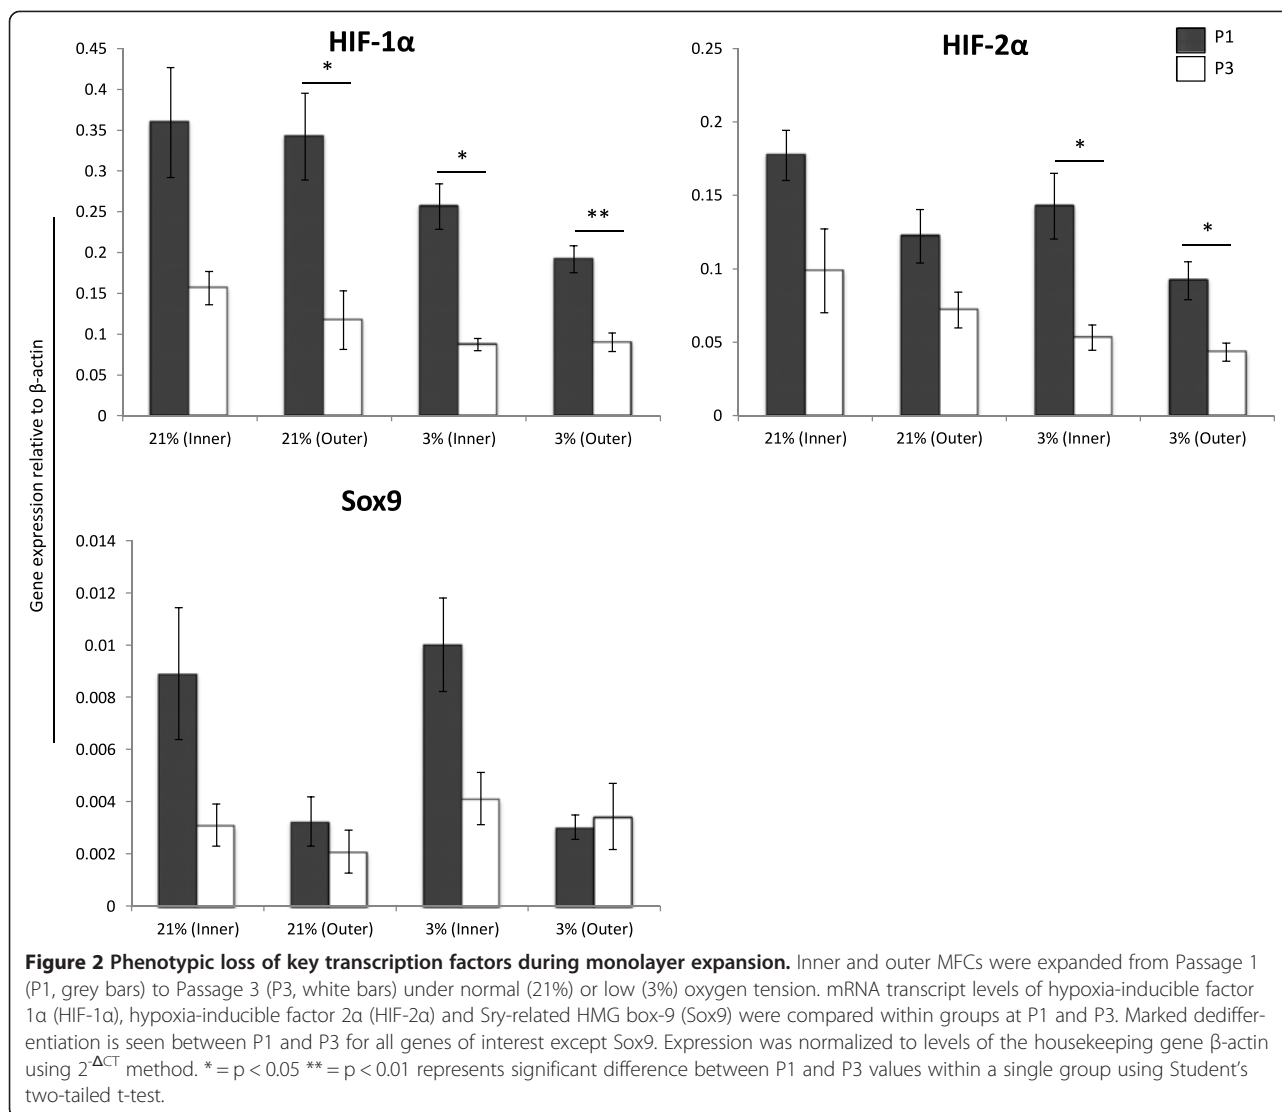 HIF-1α
0.45
0.4
0.35
0.3
0.25
0.2
0.15
0.1
0.05
0
*
*
**
21% (Inner)
21% (Outer)
3% (Inner)
3% (Outer)
HIF-2α
P1
P3
0.25
0.2
0.15
0.1
0.05
0
*
*
21% (Inner)
21% (Outer)
3% (Inner)
3% (Outer)
Gene expression relative to β-actin
Sox9
0.014
0.012
0.01
0.008
0.006
0.004
0.002
0
21% (Inner)
21% (Outer)
3% (Inner)
3% (Outer)
Figure 2 Phenotypic loss of key transcription factors during monolayer expansion. Inner and outer MFCs were expanded from Passage 1
(P1, grey bars) to Passage 3 (P3, white bars) under normal (21%) or low (3%) oxygen tension. mRNA transcript levels of hypoxia-inducible factor
1α (HIF-1α), hypoxia-inducible factor 2α (HIF-2α) and Sry-related HMG box-9 (Sox9) were compared within groups at P1 and P3. Marked dediffer-
entiation is seen between P1 and P3 for all genes of interest except Sox9. Expression was normalized to levels of the housekeeping gene β-actin
using 2-ΔCT method. * = p < 0.05 ** = p < 0.01 represents significant difference between P1 and P3 values within a single group using Student's
two-tailed t-test.